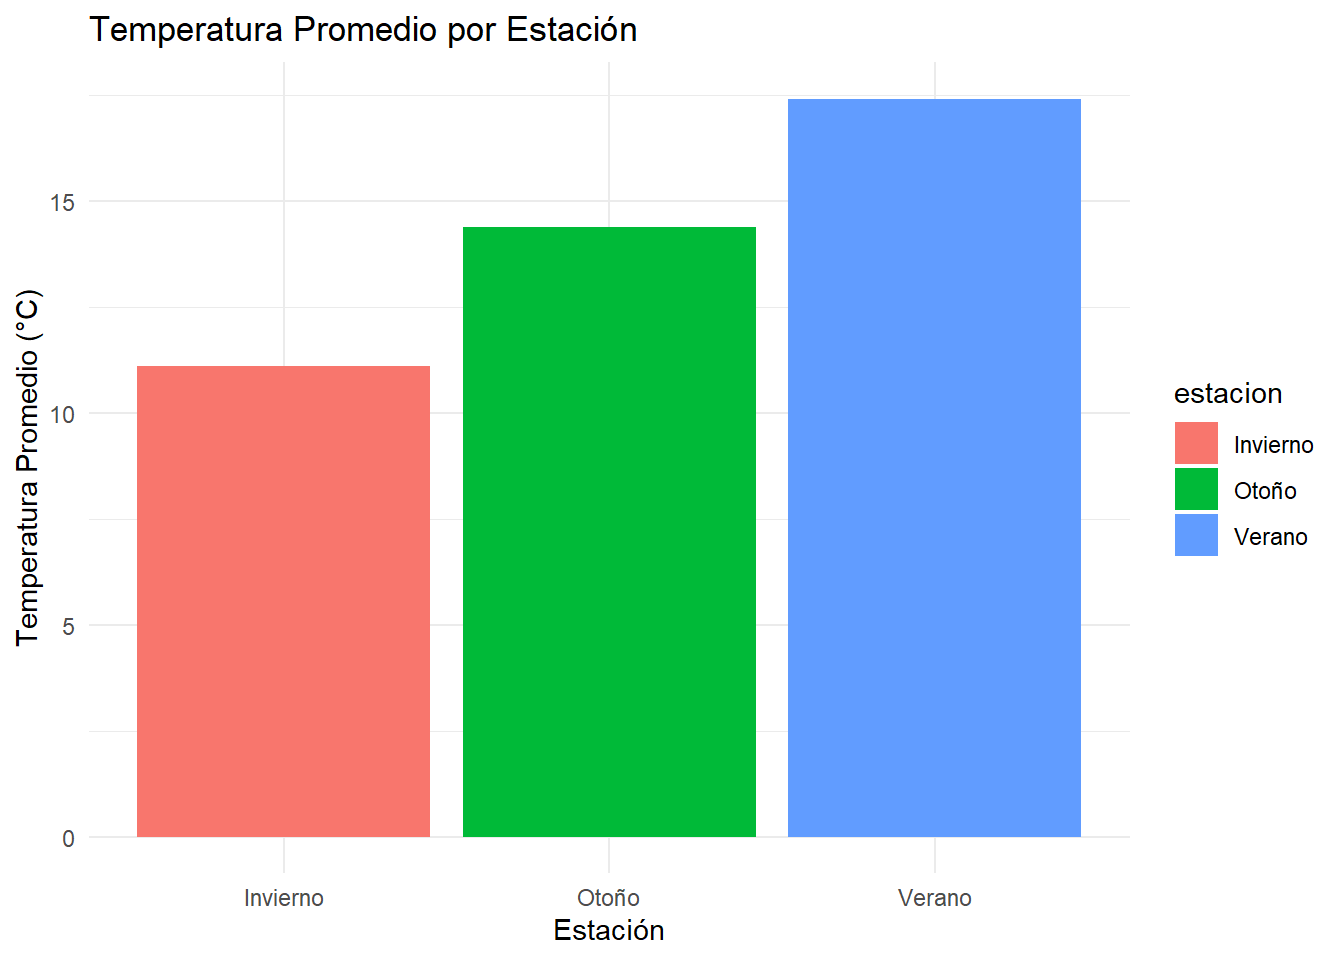 Temperatura Promedio por Estación
Temperatura Promedio (°C)
15
10
5
0
Invierno
Otoño
Verano
Estación
estacion
Invierno
Otoño
Verano